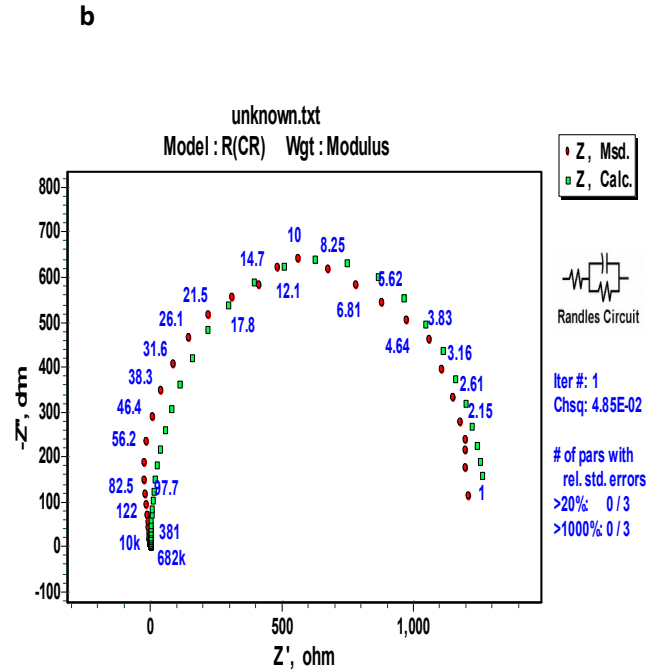 b
unknown.txt
Model : R(CR) Wgt : Modulus
Z, Msd.
Z, Calc.
Randles Circuit
Iter #: 1
Chsq: 4.85E-02
# of pars with
rel. std. errors
>20%: 0 / 3
>1000%: 0 / 3
-Z", dm
800
700
600
500
400
300
200
100
0
-100
10
8.25
14.7
12.1
5.62
6.81
21.5
17.8
3.83
4.64
26.1
3.16
31.6
2.61
38.3
2.15
46.4
56.2
82.5
97.7
1
122
381
10k
682k
0
500
1,000
Z', ohm